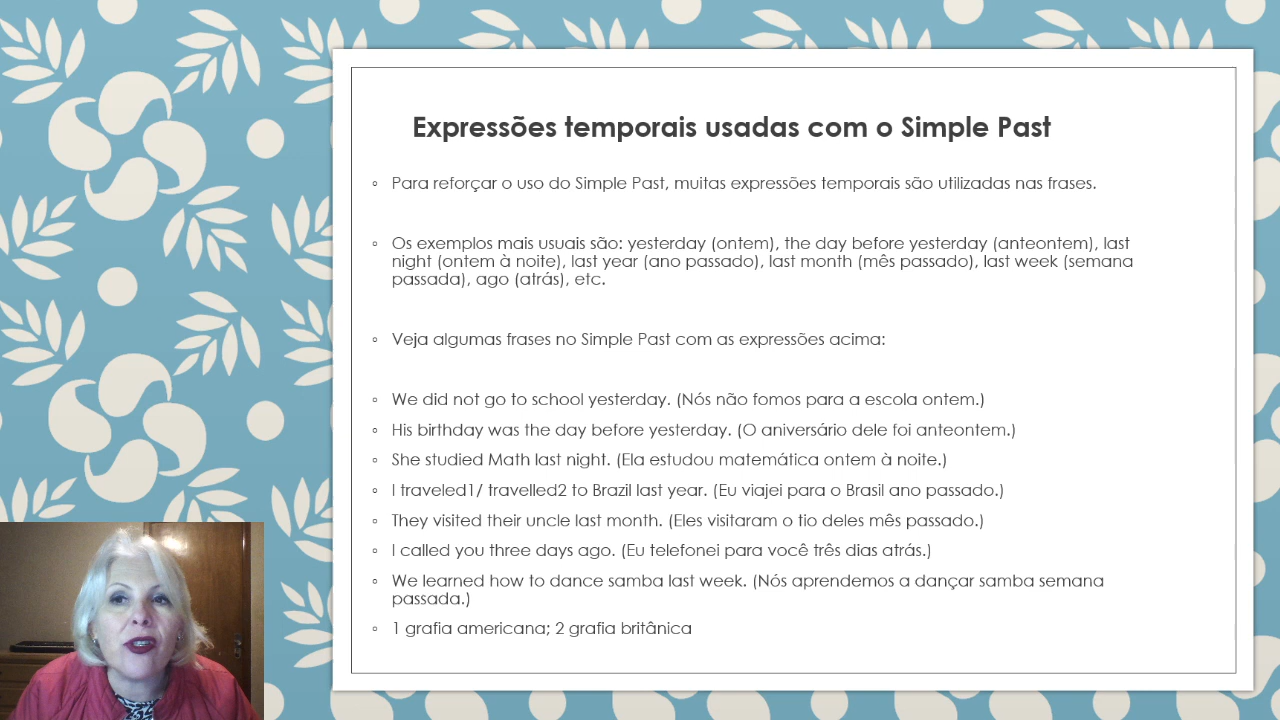 Expressões temporais usadas com o Simple Past
Para reforçar o uso do Simple Past, muitas expressões temporais são utilizadas nas frases.
Os exemplos mais usuais são: yesterday (ontem), the day before yesterday (anteontem), last
night (ontem à noite), last year (ano passado), last month (mês passado), last week (semana
passada), ago (atrás), etc.
Veja algumas frases no Simple Past com as expressões acima:
We did not go to school yesterday. (Nós não fomos para a escola ontem.)
His birthday was the day before yesterday. (O aniversário dele foi anteontem.)
She studied Math last night. (Ela estudou matemática ontem à noite.)
I traveled1/ travelled2 to Brazil last year. (Eu viajei para o Brasil ano passado.)
They visited their uncle last month. (Eles visitaram o tio deles mês passado.)
I called you three days ago. (Eu telefonei para você três dias atrás.)
We learned how to dance samba last week. (Nós aprendemos a dançar samba semana
passada.)
1 grafia americana; 2 grafia britânica